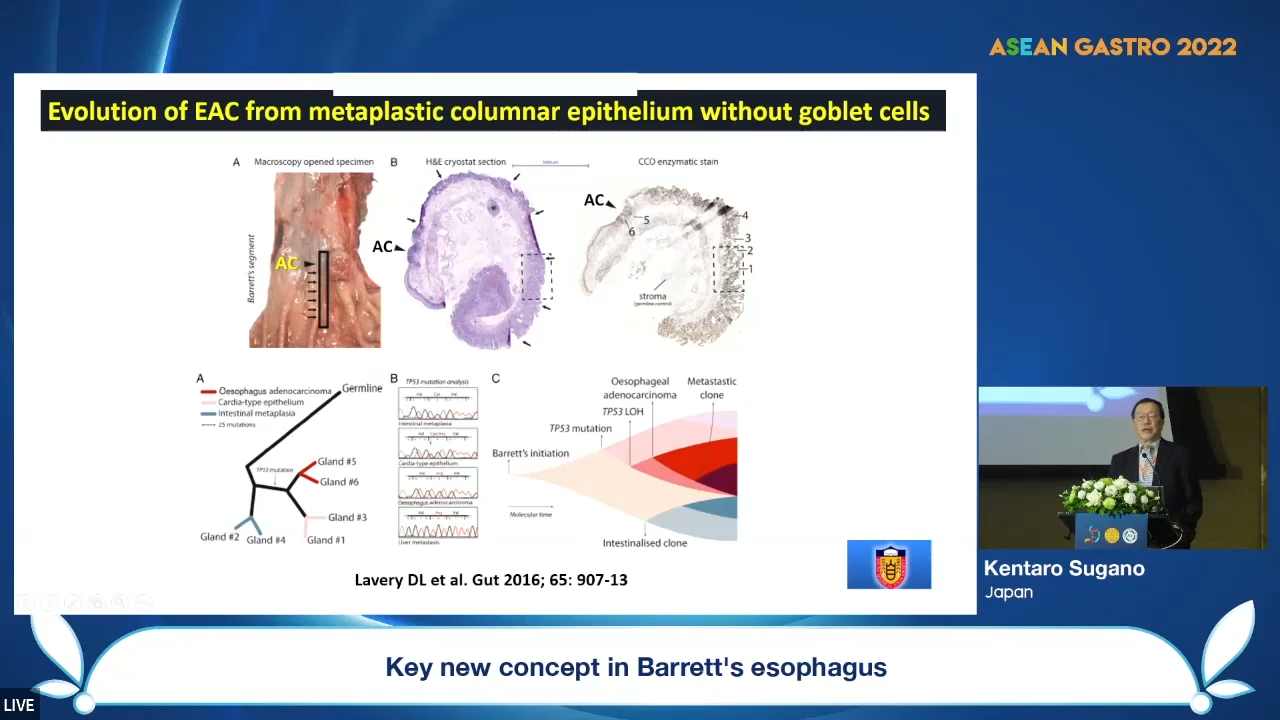 ASEAN GASTRO 2022
Evolution of EAC from metaplastic columnar epithelium without goblet cells
A Macroscopy opened specimen
B H&E cryostat section
CCO enzymatic stain
Barrett's segment
AC
AC
AC
5
6
4
3
2
1
stroma
(germline control)
A
Oesophagus adenocarcinoma
Cardia-type epithelium
Intestinal metaplasia
25 mutations
Germline
TP53 mutation
Gland #5
Gland #6
Gland #3
Gland #2
Gland #4
Gland #1
B
TP53 mutation analysis
Intestinal metaplasia
Cardia-type epithelium
Oesophagus adenocarcinoma
Liver metastasis
C
Oesophageal
adenocarcinoma
Metastastic
clone
TP53 LOH
TP53 mutation
Barrett's initiation
Molecular time
Intestinalised clone
Lavery DL et al. Gut 2016; 65: 907-13
Kentaro Sugano
Japan
Key new concept in Barrett's esophagus
LIVE